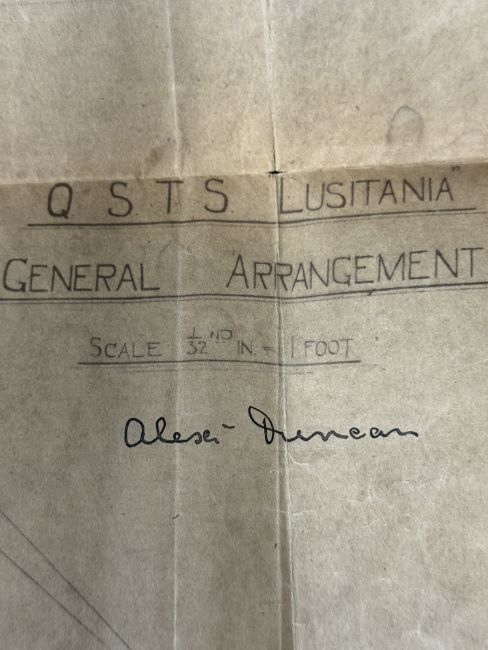 Q S T S LUSITANIA"
GENERAL ARRANGEMENT
SCALE 1/32ND IN = 1 FOOT
Alexr Duncan